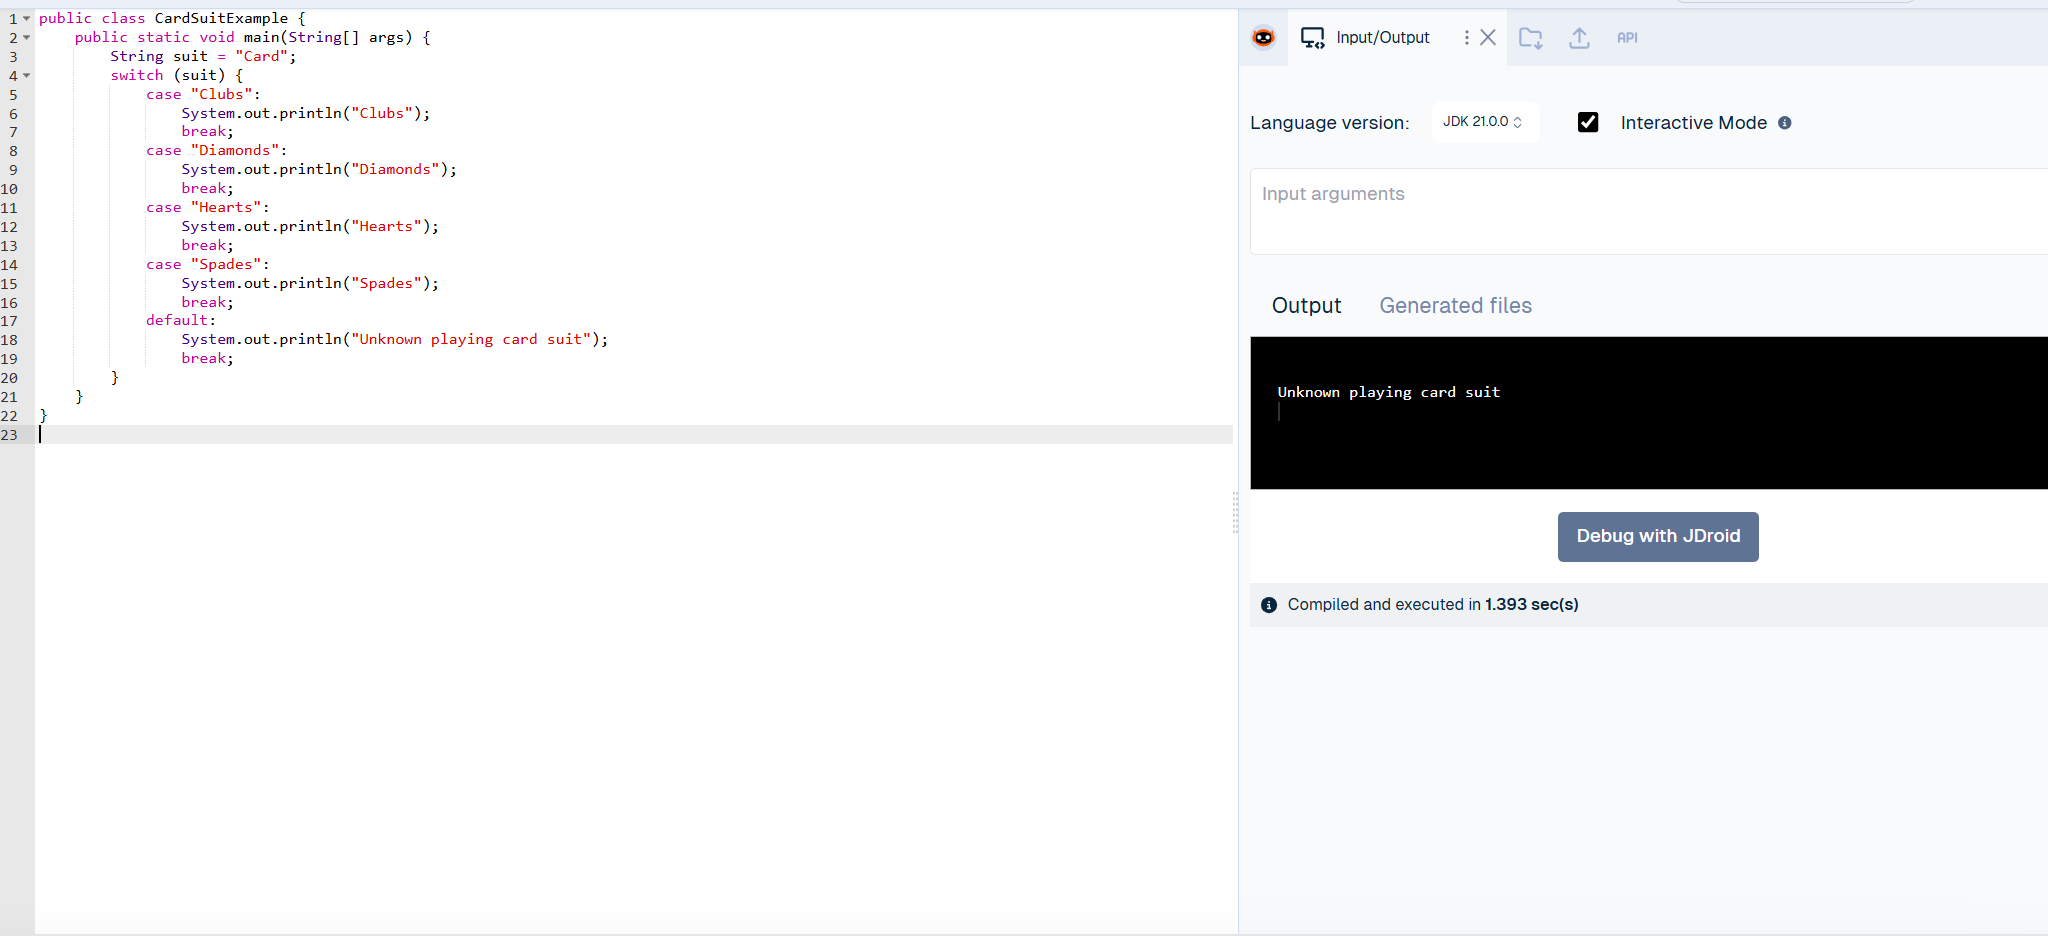 1 public class CardSuitExample {
2     public static void main(String[] args) {
3         String suit = "Card";
4         switch (suit) {
5             case "Clubs":
6                 System.out.println("Clubs");
7                 break;
8             case "Diamonds":
9                 System.out.println("Diamonds");
10                 break;
11             case "Hearts":
12                 System.out.println("Hearts");
13                 break;
14             case "Spades":
15                 System.out.println("Spades");
16                 break;
17             default:
18                 System.out.println("Unknown playing card suit");
19                 break;
20         }
21     }
22 }
23
Input/Output API
Language version: JDK 21.0.0 Interactive Mode
Input arguments
Output Generated files
Unknown playing card suit
Debug with JDroid
Compiled and executed in 1.393 sec(s)